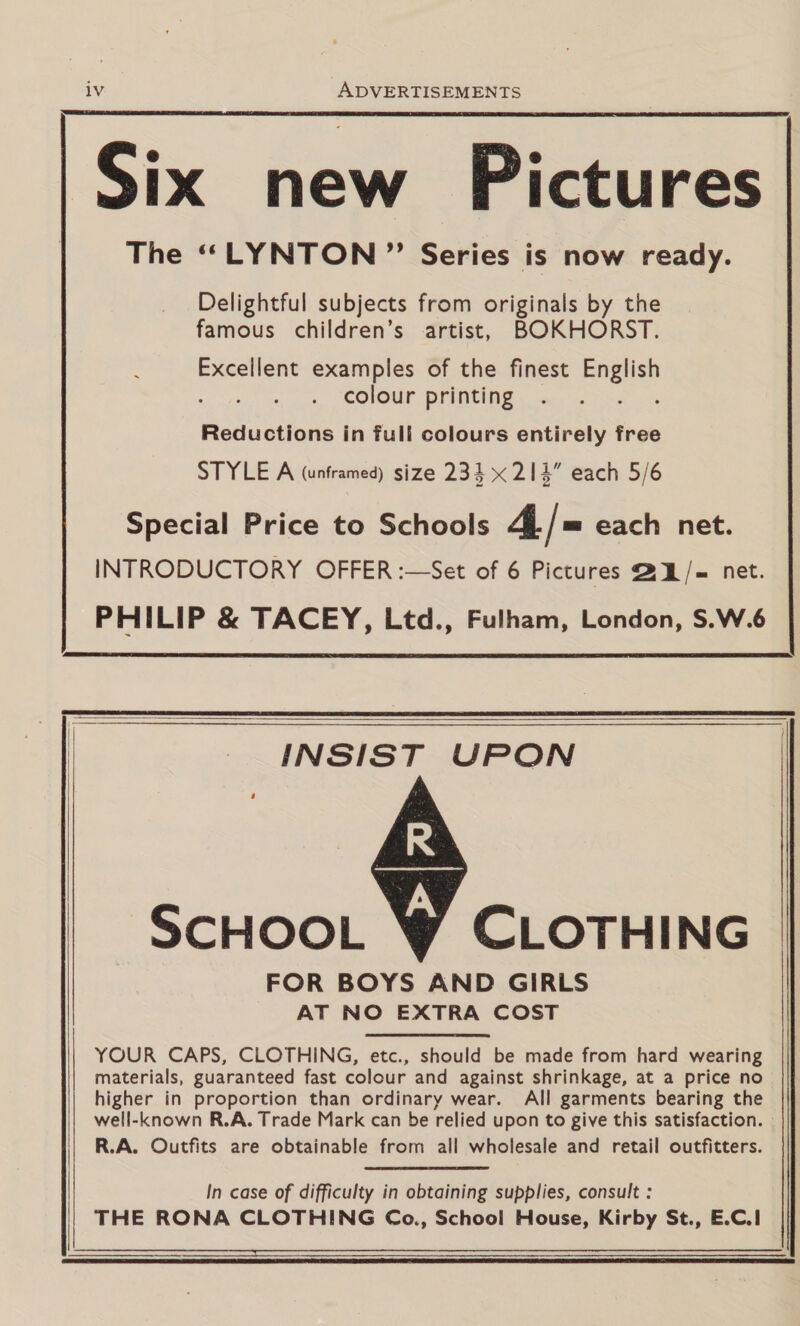 iv ADVERTISEMENTS
Six new Pictures
The “LYNTON” Series is now ready.
Delightful subjects from originals by the
famous children’s artist, BOKHORST.
Excellent examples of the finest English
. . . . colour printing . . . .
Reductions in full colours entirely free
STYLE A (unframed) size 23½ × 21½″ each 5/6
Special Price to Schools 4/- each net.
INTRODUCTORY OFFER :—Set of 6 Pictures 21/- net.
PHILIP & TACEY, Ltd., Fulham, London, S.W.6
INSIST UPON
R
A
SCHOOL CLOTHING
FOR BOYS AND GIRLS
AT NO EXTRA COST
YOUR CAPS, CLOTHING, etc., should be made from hard wearing
materials, guaranteed fast colour and against shrinkage, at a price no
higher in proportion than ordinary wear. All garments bearing the
well-known R.A. Trade Mark can be relied upon to give this satisfaction.
R.A. Outfits are obtainable from all wholesale and retail outfitters.
In case of difficulty in obtaining supplies, consult :
THE RONA CLOTHING Co., School House, Kirby St., E.C.I